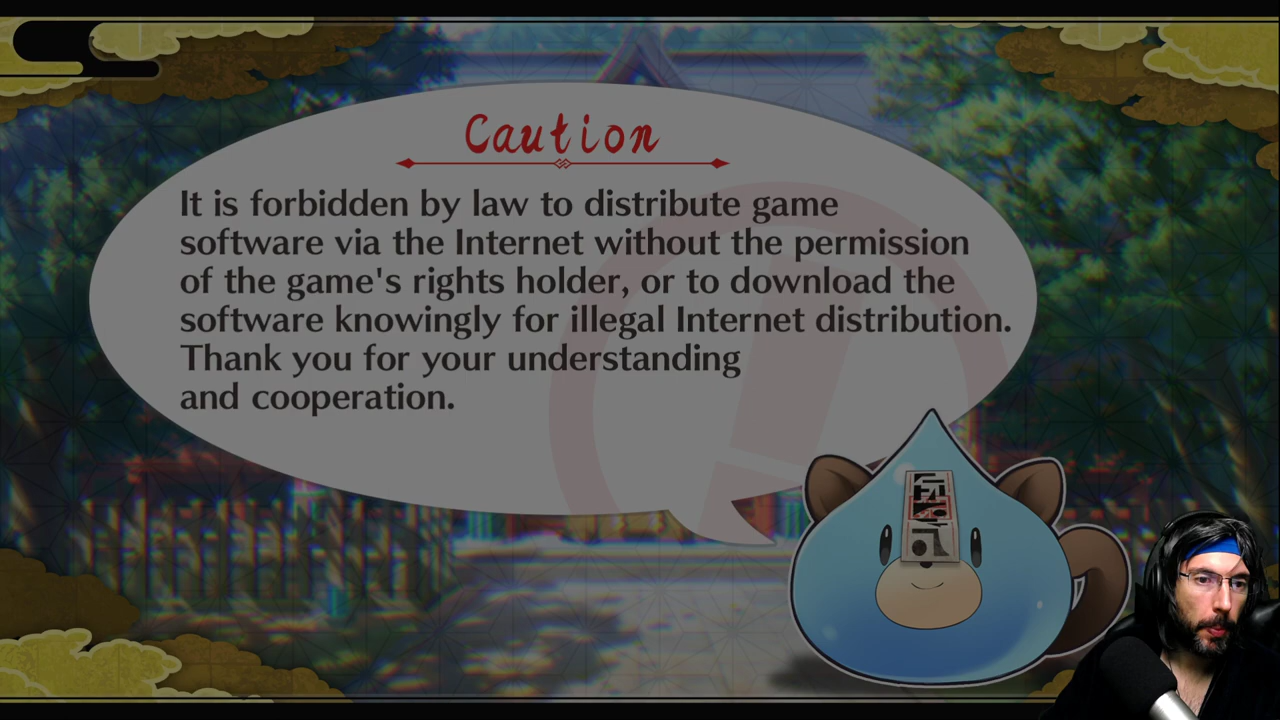 Caution
It is forbidden by law to distribute game
software via the Internet without the permission
of the game's rights holder, or to download the
software knowingly for illegal Internet distribution.
Thank you for your understanding
and cooperation.